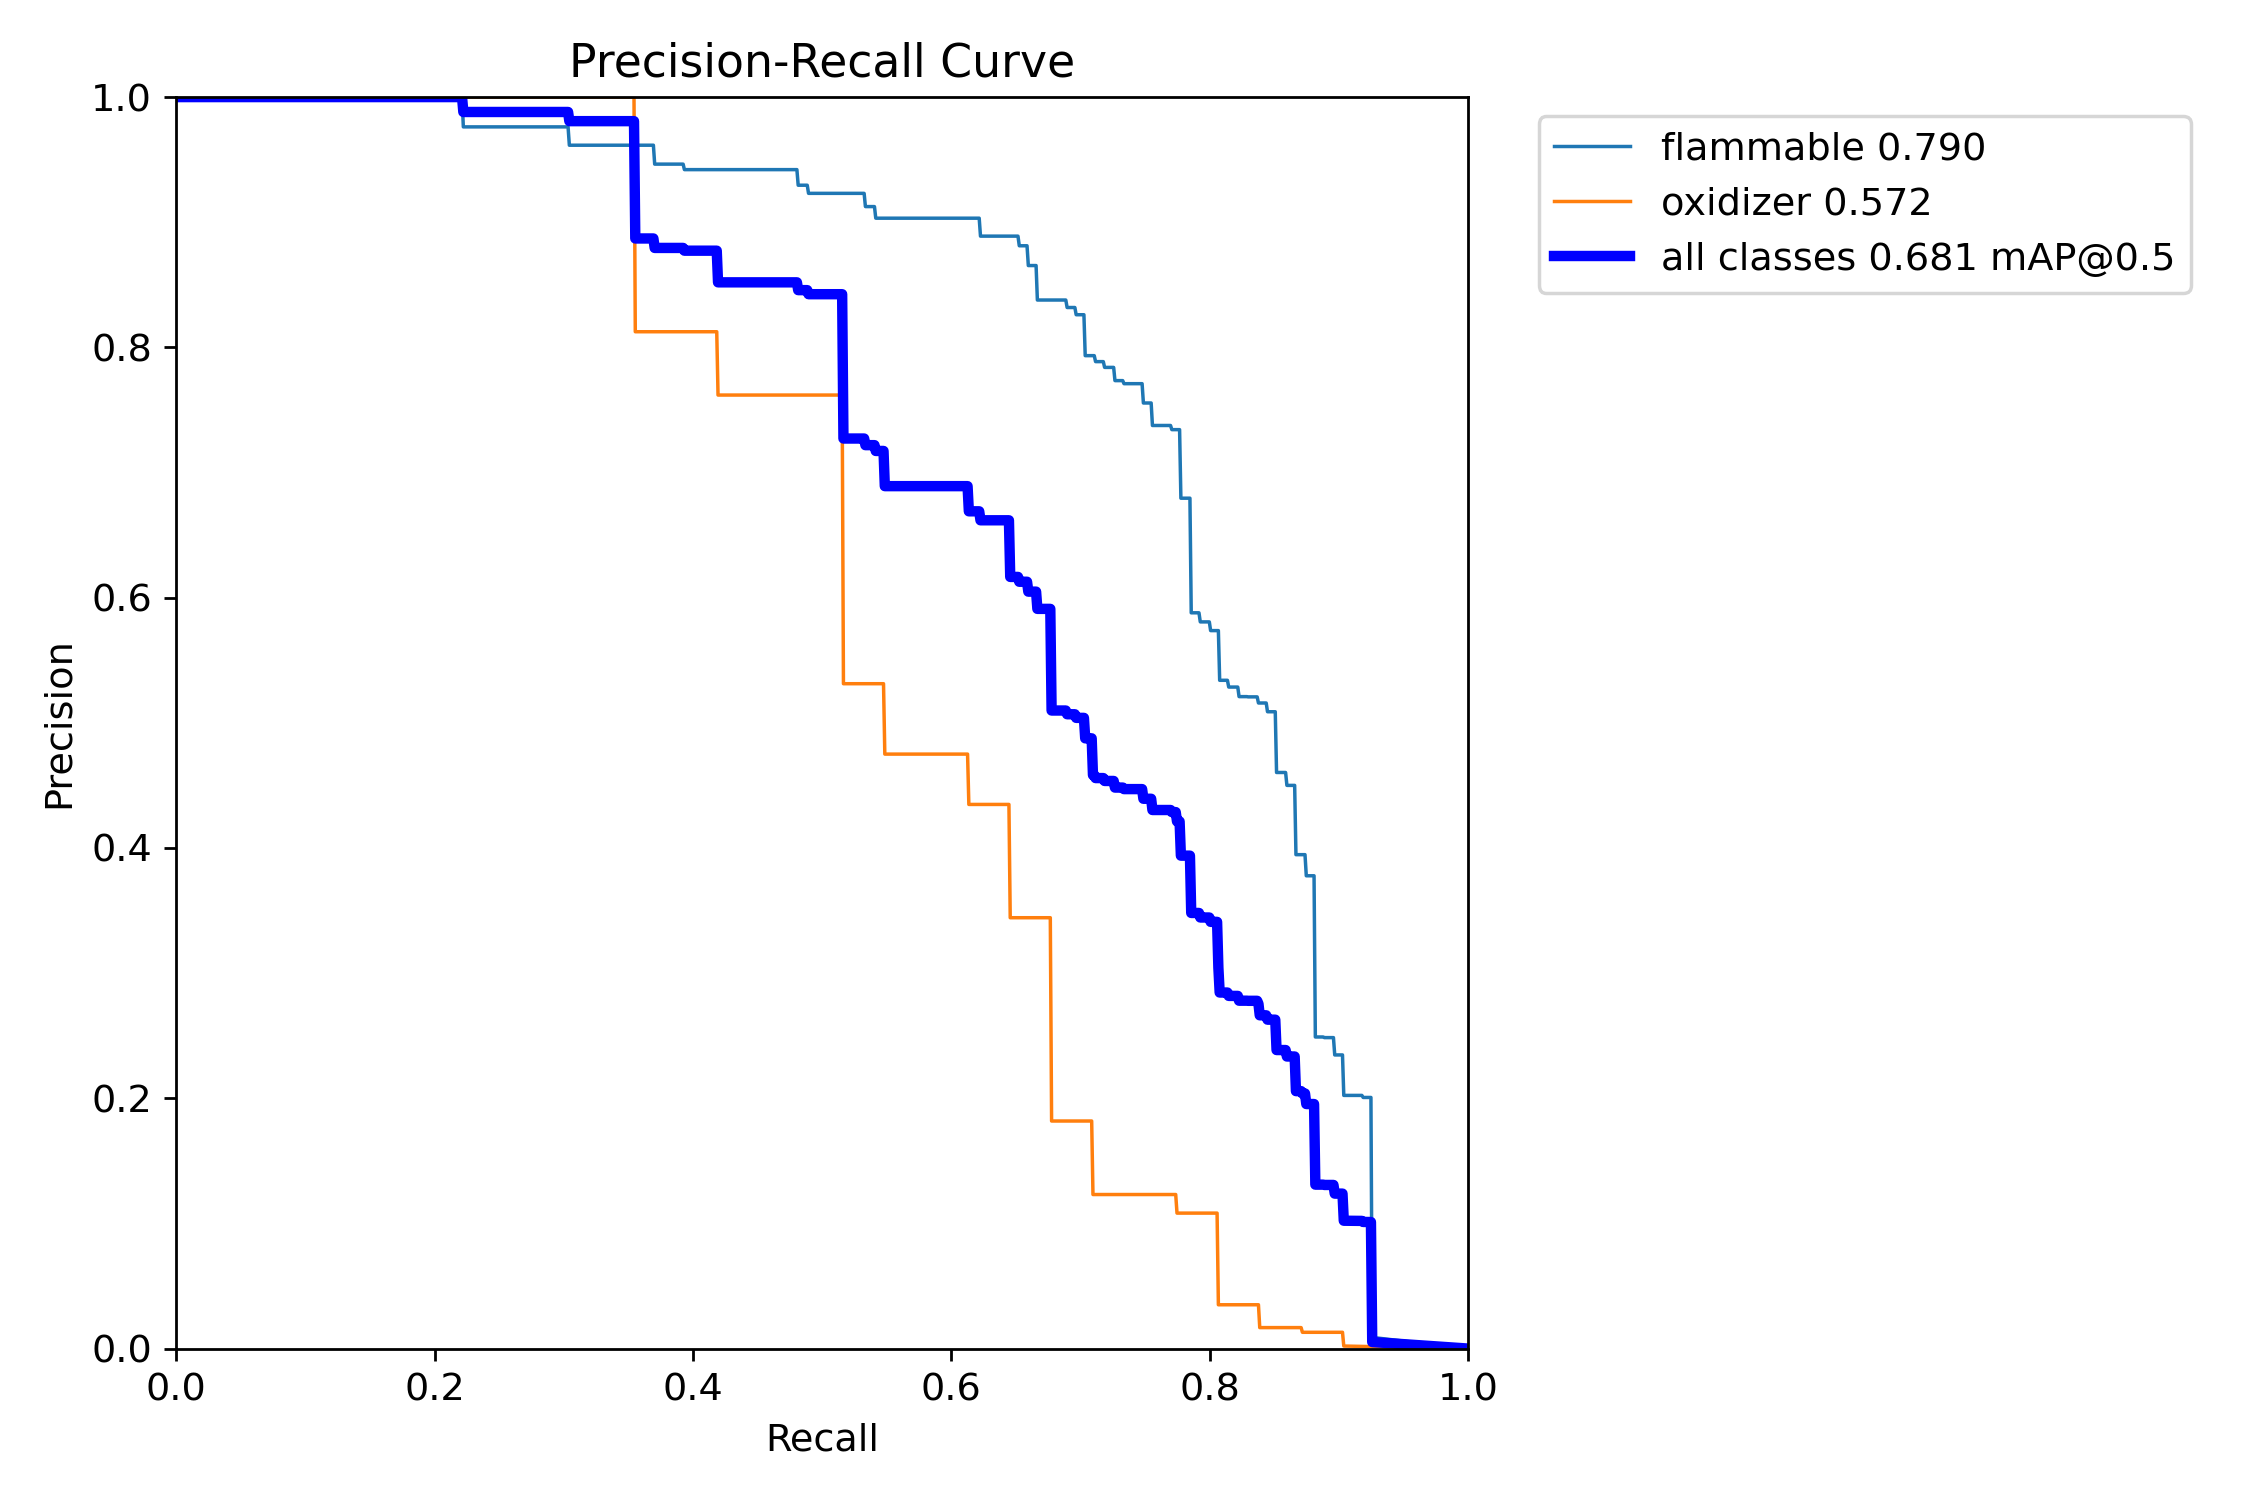 Precision-Recall Curve
1.0
0.8
0.6
0.4
0.2
0.0
Precision
0.0 0.2 0.4 0.6 0.8 1.0
Recall
flammable 0.790
oxidizer 0.572
all classes 0.681 mAP@0.5